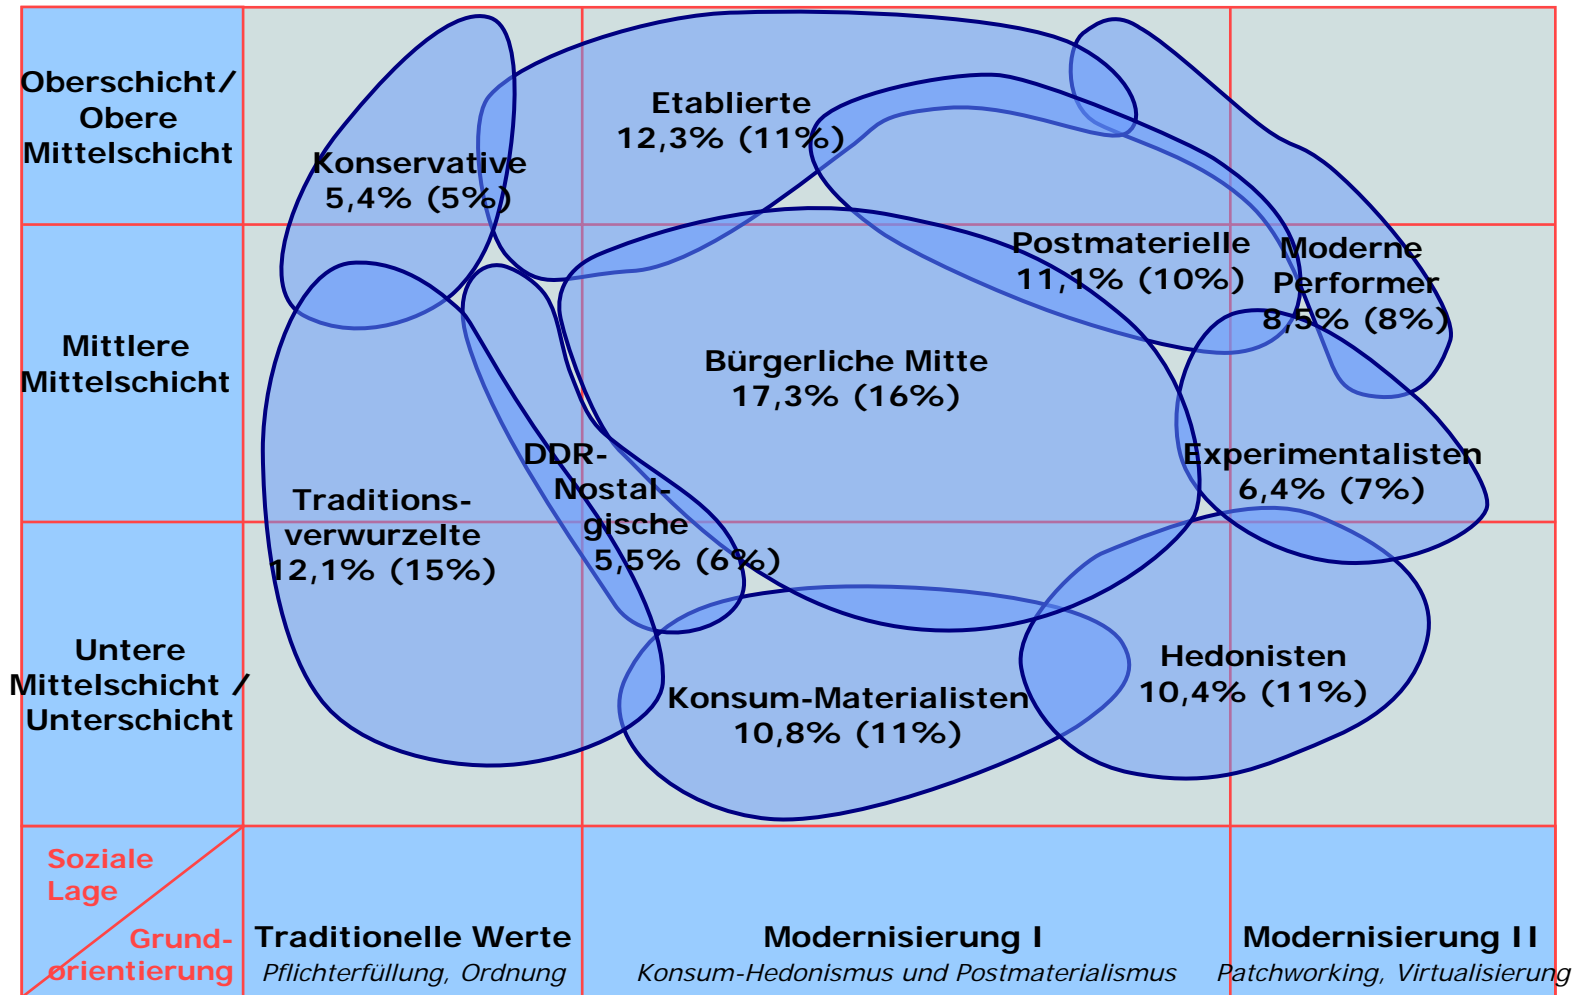 Oberschicht/
Obere
Mittelschicht
Konservative
5,4% (5%)
Etablierte
12,3% (11%)
Postmaterielle
11,1% (10%)
Moderne
Performer
8,5% (8%)
Mittlere
Mittelschicht
Bürgerliche Mitte
17,3% (16%)
DDR-
Nostal-
gische
5,5% (6%)
Experimentalisten
6,4% (7%)
Traditions-
verwurzelte
12,1% (15%)
Untere
Mittelschicht /
Unterschicht
Konsum-Materialisten
10,8% (11%)
Hedonisten
10,4% (11%)
Soziale
Lage
Grund-
orientierung
Traditionelle Werte
Pflichterfüllung, Ordnung
Modernisierung I
Konsum-Hedonismus und Postmaterialismus
Modernisierung II
Patchworking, Virtualisierung